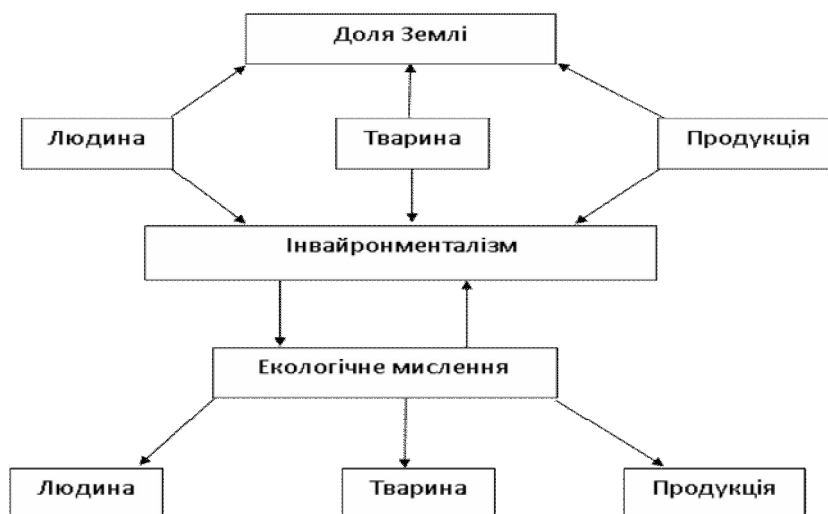 Доля Землі
Людина
Тварина
Продукція
Інвайронменталізм
Екологічне мислення
Людина
Тварина
Продукція